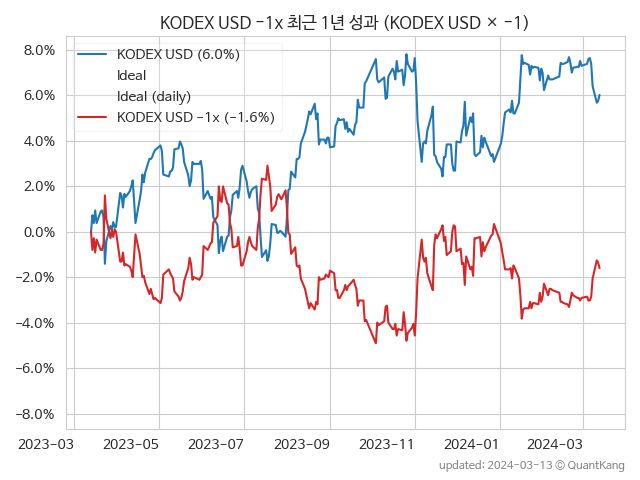 KODEX USD −1x 최근 1년 성과 (KODEX USD × −1)
8.0%
6.0%
4.0%
2.0%
0.0%
−2.0%
−4.0%
−6.0%
−8.0%
KODEX USD (6.0%)
Ideal
Ideal (daily)
KODEX USD −1x (−1.6%)
2023−03 2023−05 2023−07 2023−09 2023−11 2024−01 2024−03
updated: 2024−03−13 ⓒ QuantKang